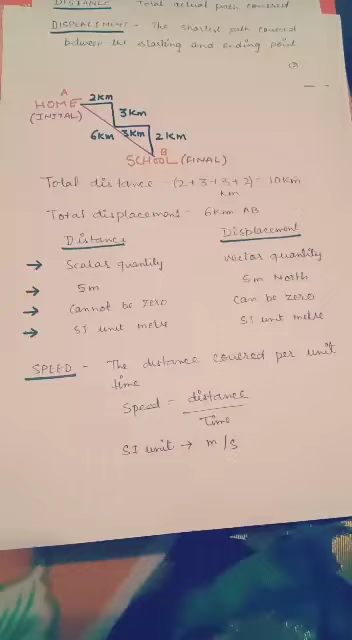 DISTANCE Total actual path covered
DISPLACEMENT - The shortest path covered
between the starting and ending point
A
HOME
(INITAL)
2km
3km
6km
3km
2km
B
SCHOOL (FINAL)
Total distance - (2+3+3+2) = 10km
km
Total displacement - 6km AB
Distance Displacement
→ Scalar quantity Vector quantity
→ 5m 5m North
→ Cannot be zero Can be zero
→ SI unit metre SI unit metre
SPEED - The distance covered per unit
time
Speed = distance
Time
SI unit → m/s